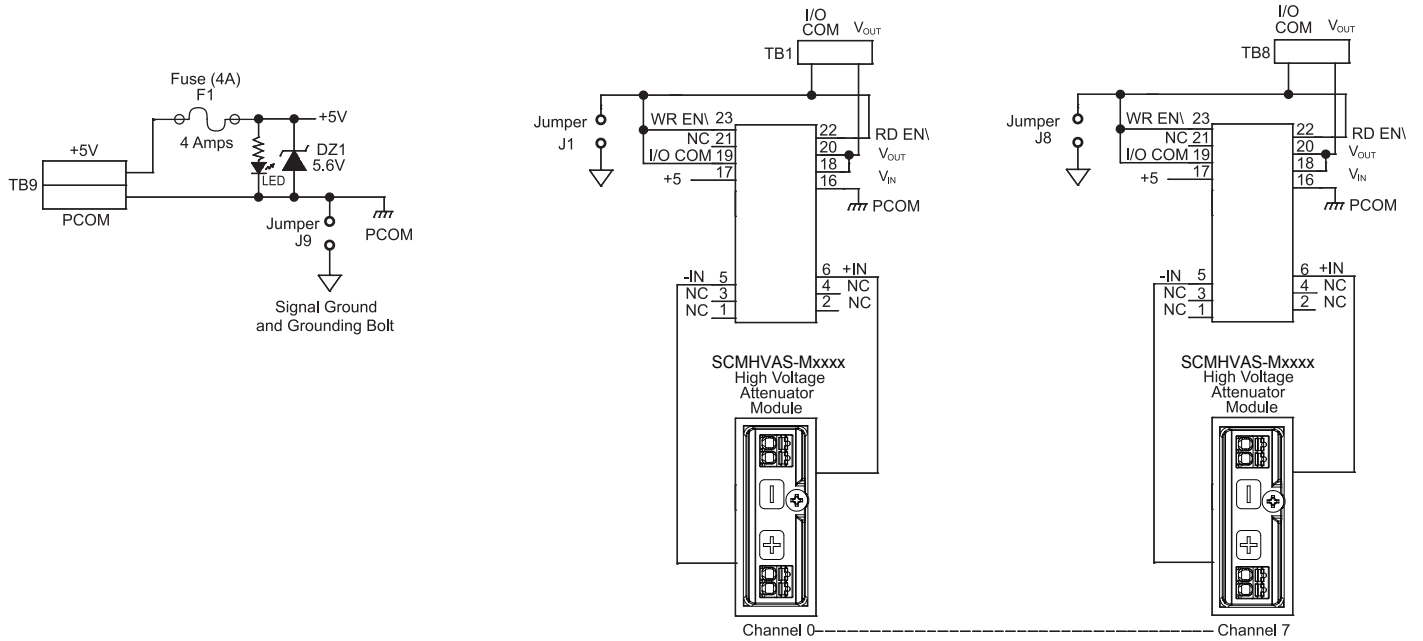 Fuse (4A)
F1
4 Amps
+5V
DZ1
5.6V
LED
+5V
TB9
PCOM
Jumper
J9
PCOM
Signal Ground
and Grounding Bolt
I/O
COM VOUT
TB1
Jumper
J1
WR EN\ 23
NC 21
I/O COM 19
17
+5
22 RD EN\
20 VOUT
18
VIN
16
PCOM
-IN 5
NC 3
NC 1
6 +IN
4 NC
2 NC
SCMHVAS-Mxxxx
High Voltage
Attenuator
Module
Channel 0
I/O
COM VOUT
TB8
Jumper
J8
WR EN\ 23
NC 21
I/O COM 19
17
+5
22 RD EN\
20 VOUT
18
VIN
16
PCOM
-IN 5
NC 3
NC 1
6 +IN
4 NC
2 NC
SCMHVAS-Mxxxx
High Voltage
Attenuator
Module
Channel 7